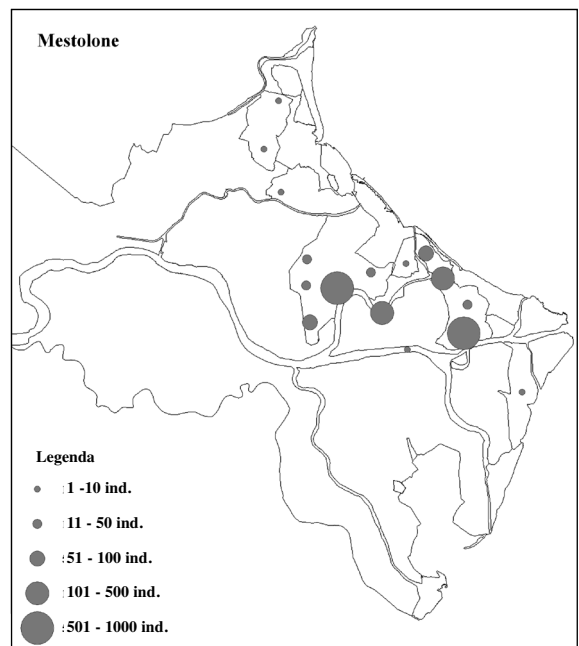 Mestolone
Legenda
1 -10 ind.
11 - 50 ind.
51 - 100 ind.
101 - 500 ind.
501 - 1000 ind.